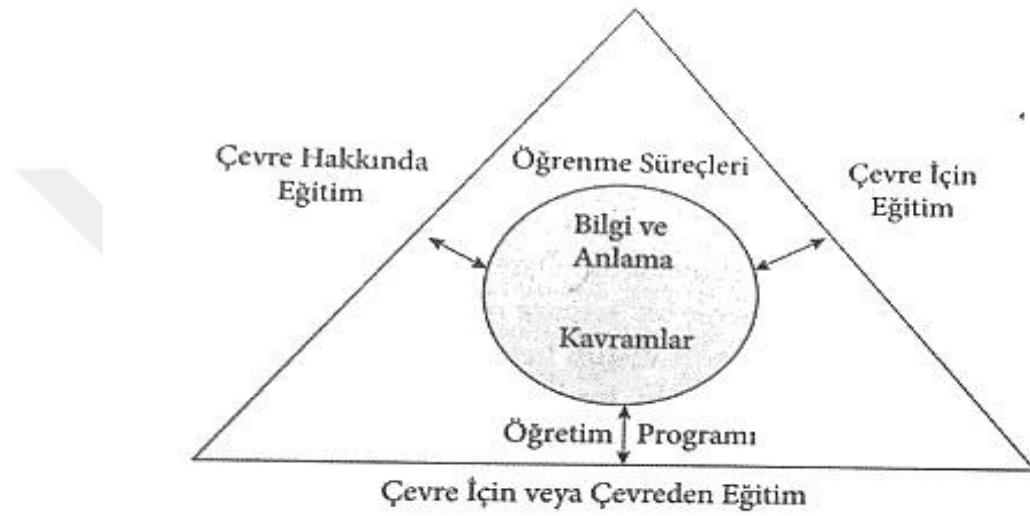 Çevre Hakkında
Eğitim
Öğrenme Süreçleri
Çevre İçin
Eğitim
Bilgi ve
Anlama
Kavramlar
Öğretim Programı
Çevre İçin veya Çevreden Eğitim